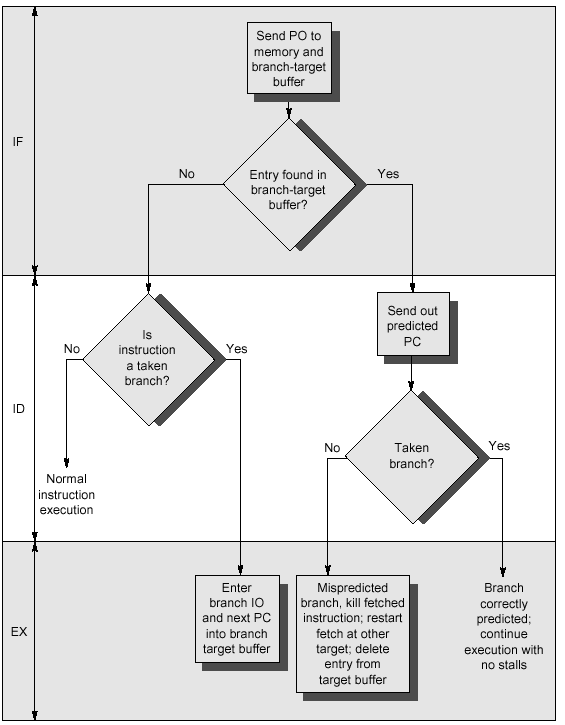 Send PO to
memory and
branch-target
buffer
IF
No
Entry found in
branch-target
buffer?
Yes
Is
instruction
a taken
branch?
No
Yes
Send out
predicted
PC
ID
No
Taken
branch?
Yes
Normal
instruction
execution
EX
Enter
branch IO
and next PC
into branch
target buffer
Mispredicted
branch, kill fetched
instruction; restart
fetch at other
target; delete
entry from
target buffer
Branch
correctly
predicted;
continue
execution with
no stalls